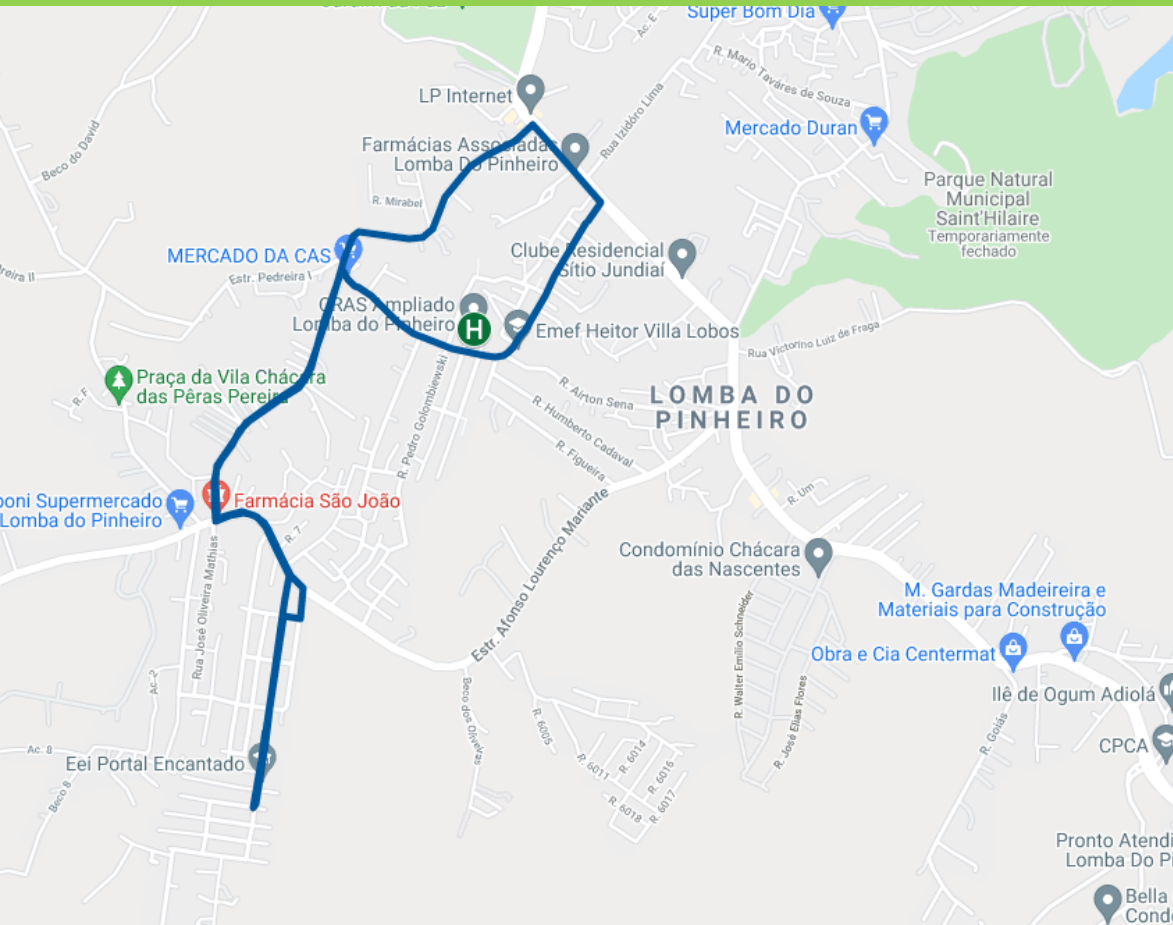 Super Bom Dia
Ac. E
R. Mario Tavares de Souza
LP Internet
Rua Izidóro Lima
Mercado Duran
Beco do David
Farmácias Associadas
Lomba Do Pinheiro
Parque Natural
Municipal
Saint'Hilaire
Temporariamente
fechado
R. Mirabel
MERCADO DA CAS
Clube Residencial
Sítio Jundiaí
Estr. Pedreira I
CRAS Ampliado
Lomba do Pinheiro
H
Emef Heitor Villa Lobos
Rua Victorino Luiz de Fraga
Praça da Vila Chácara
das Pêras Pereira
R. F
R. Airton Sena
LOMBA DO
PINHEIRO
R. Pedro Golombiewski
R. Humberto Cadaval
R. Figueira
Supermercado
Lomba do Pinheiro
Farmácia São João
R. Um
R. 7
Estr. Afonso Lourenço Mariante
Rua José Oliveira Mathias
Condomínio Chácara
das Nascentes
M. Gardas Madeireira e
Materiais para Construção
R. Walter Emílio Schneider
Obra e Cia Centermat
Ac. 2
R. José Elias Flores
Ilê de Ogum Adiolá
Beco dos Oliveiras
R. 6005
R. Goiás
CPCA
Ac. 8
Eei Portal Encantado
R. 6014
R. 6011
R. 6016
Beco 8
R. 6018
R. 6017
Pronto
Lomba Do
Bella